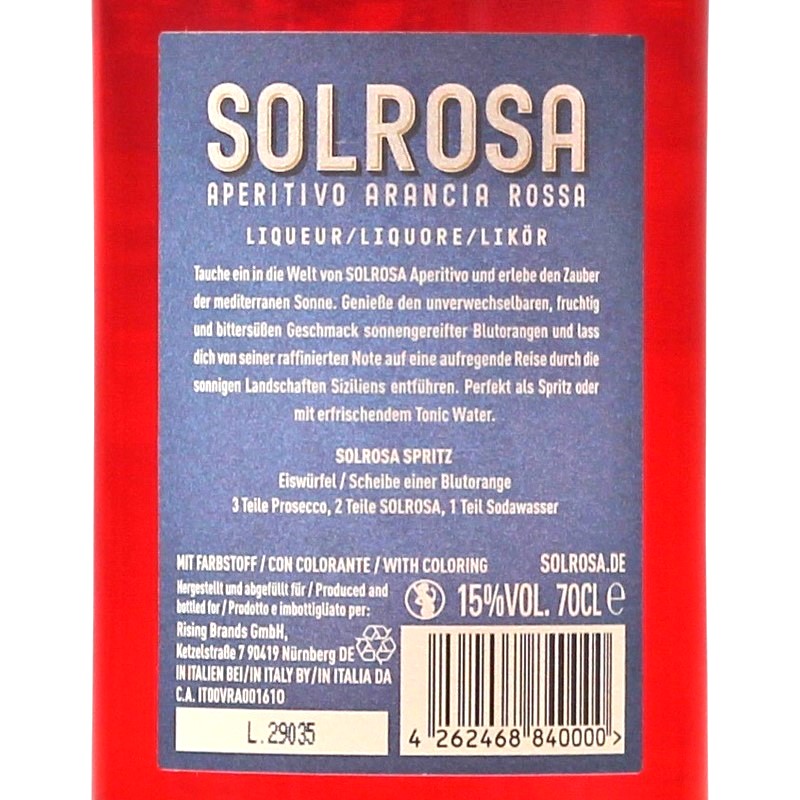 SOLROSA
APERITIVO ARANCIA ROSSA
LIQUEUR/LIQUORE/LIKÖR
Tauche ein in die Welt von SOLROSA Aperitivo und erlebe den Zauber
der mediterranen Sonne. Genieße den unverwechselbaren, fruchtig
und bittersüßen Geschmack sonnengereifter Blutorangen und lass
dich von seiner raffinierten Note auf eine aufregende Reise durch die
sonnigen Landschaften Siziliens entführen. Perfekt als Spritz oder
mit erfrischendem Tonic Water.
SOLROSA SPRITZ
Eiswürfel / Scheibe einer Blutorange
3 Teile Prosecco, 2 Teile SOLROSA, 1 Teil Sodawasser
MIT FARBSTOFF / CON COLORANTE / WITH COLORING
SOLROSA.DE
Hergestellt und abgefüllt für / Produced and
bottled for / Prodotto e imbottigliato per:
Rising Brands GmbH,
Ketzelstraße 7 90419 Nürnberg DE
IN ITALIEN BEI/IN ITALY BY/IN ITALIA DA
C.A. IT00VRA00161O
15%VOL. 70CL e
L.29035
4 262468 840000 >